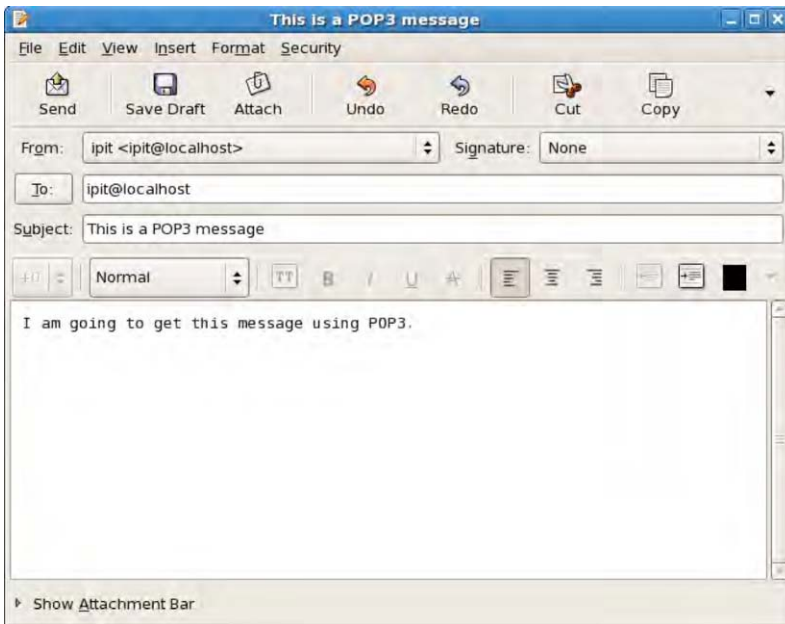 This is a POP3 message
File Edit View Insert Format Security
Send Save Draft Attach Undo Redo Cut Copy
From: ipit <ipit@localhost> Signature: None
To: ipit@localhost
Subject: This is a POP3 message
Normal TT B I U A
I am going to get this message using POP3.
Show Attachment Bar